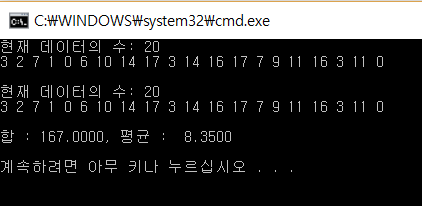 C:₩WINDOWS₩system32₩cmd.exe
현재 데이터의 수: 20
3 2 7 1 0 6 10 14 17 3 14 16 17 7 9 11 16 3 11 0
현재 데이터의 수: 20
3 2 7 1 0 6 10 14 17 3 14 16 17 7 9 11 16 3 11 0
합 : 167.0000, 평균 :  8.3500
계속하려면 아무 키나 누르십시오 . . .